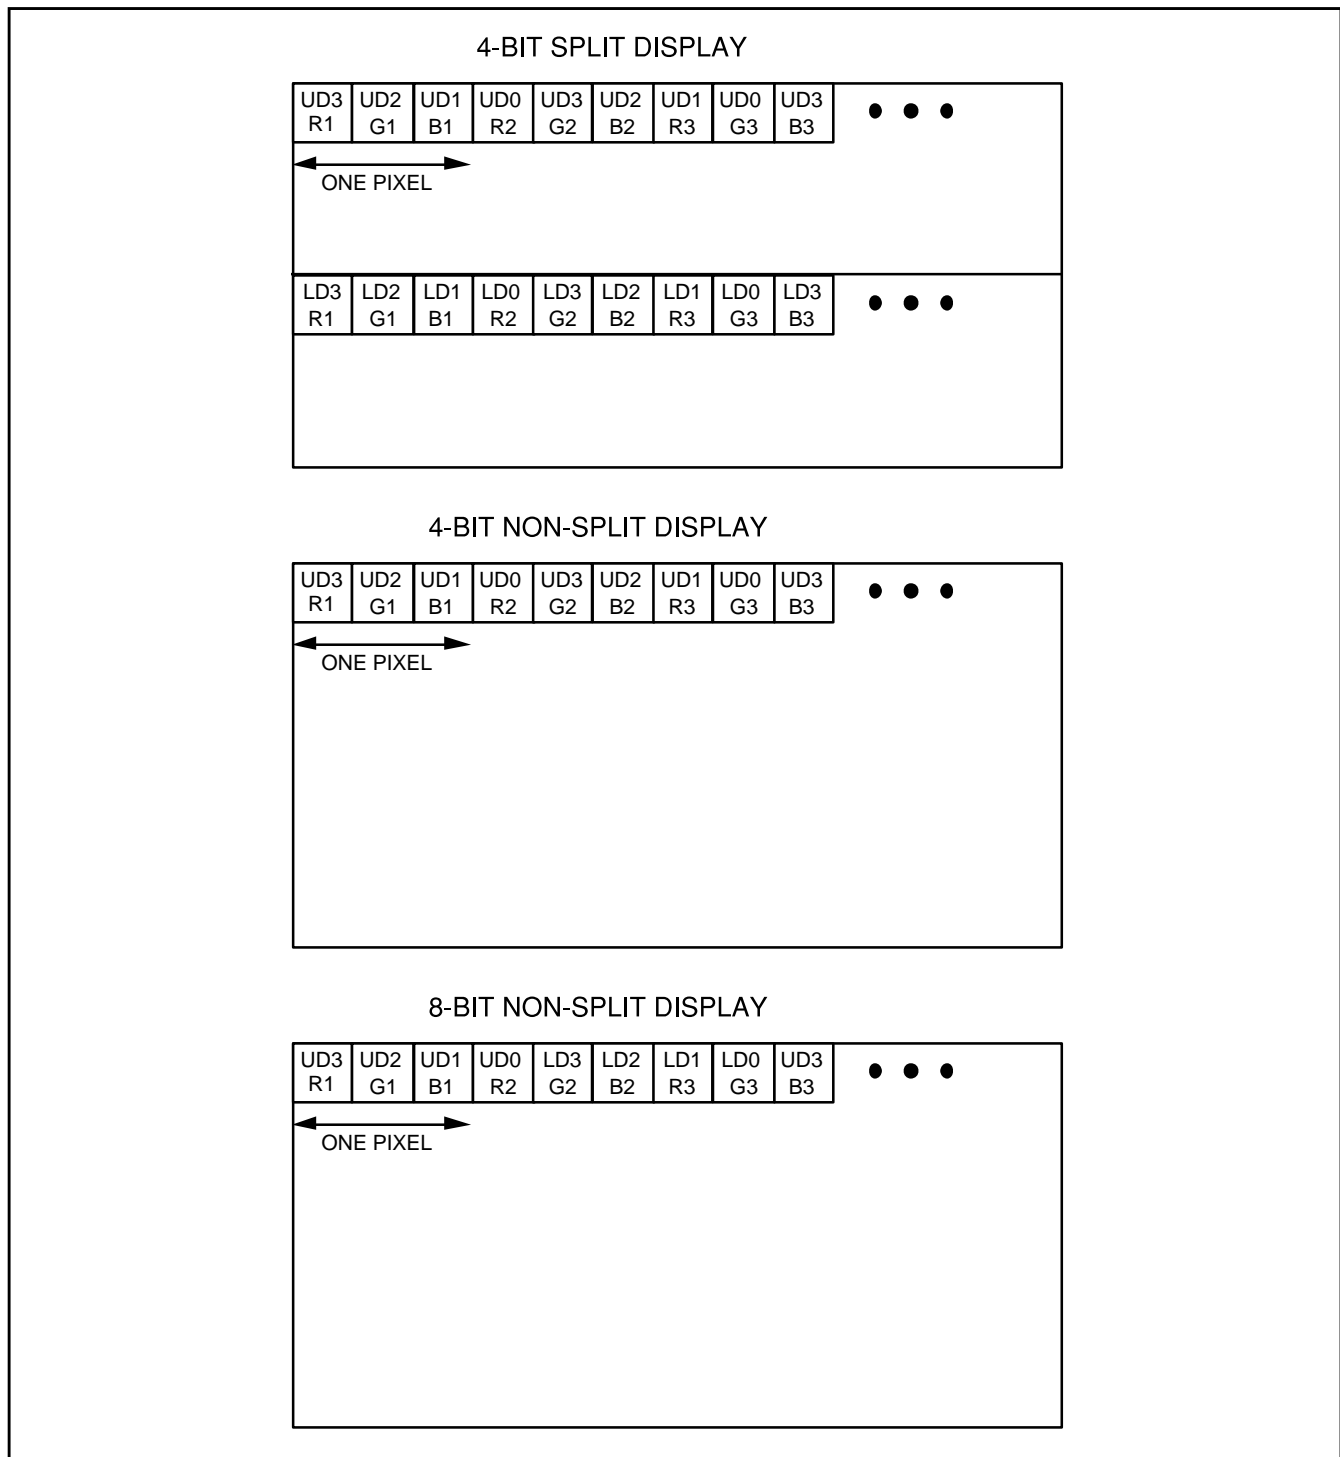 4-BIT SPLIT DISPLAY
UD3 UD2 UD1 UD0 UD3 UD2 UD1 UD0 UD3
R1 G1 B1 R2 G2 B2 R3 G3 B3
ONE PIXEL
LD3 LD2 LD1 LD0 LD3 LD2 LD1 LD0 LD3
R1 G1 B1 R2 G2 B2 R3 G3 B3
4-BIT NON-SPLIT DISPLAY
UD3 UD2 UD1 UD0 UD3 UD2 UD1 UD0 UD3
R1 G1 B1 R2 G2 B2 R3 G3 B3
ONE PIXEL
8-BIT NON-SPLIT DISPLAY
UD3 UD2 UD1 UD0 LD3 LD2 LD1 LD0 UD3
R1 G1 B1 R2 G2 B2 R3 G3 B3
ONE PIXEL